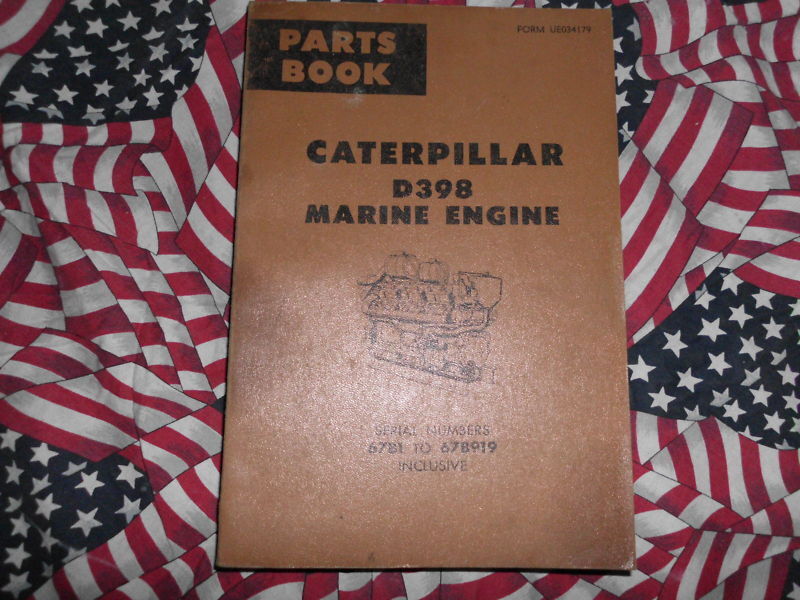 FORM UE034179
PARTS
BOOK
CATERPILLAR
D398
MARINE ENGINE
SERIAL NUMBERS
67B1 TO 67B919
INCLUSIVE